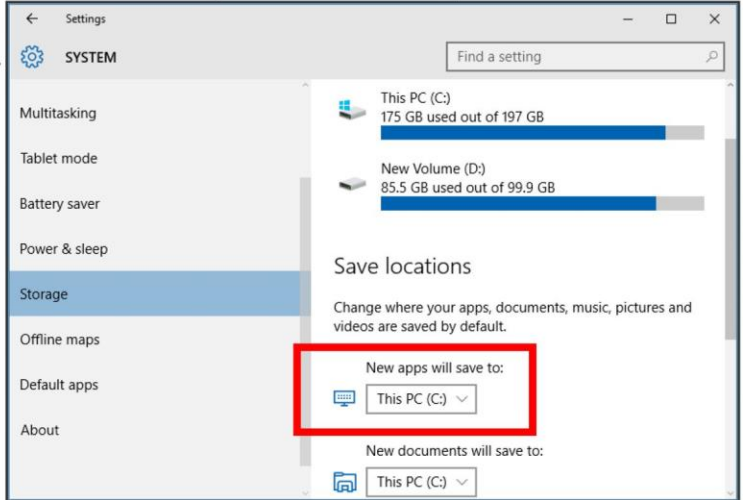 Settings
SYSTEM
Find a setting
Multitasking
Tablet mode
Battery saver
Power & sleep
Storage
Offline maps
Default apps
About
This PC (C:)
175 GB used out of 197 GB
New Volume (D:)
85.5 GB used out of 99.9 GB
Save locations
Change where your apps, documents, music, pictures and
videos are saved by default.
New apps will save to:
This PC (C:)
New documents will save to:
This PC (C:)